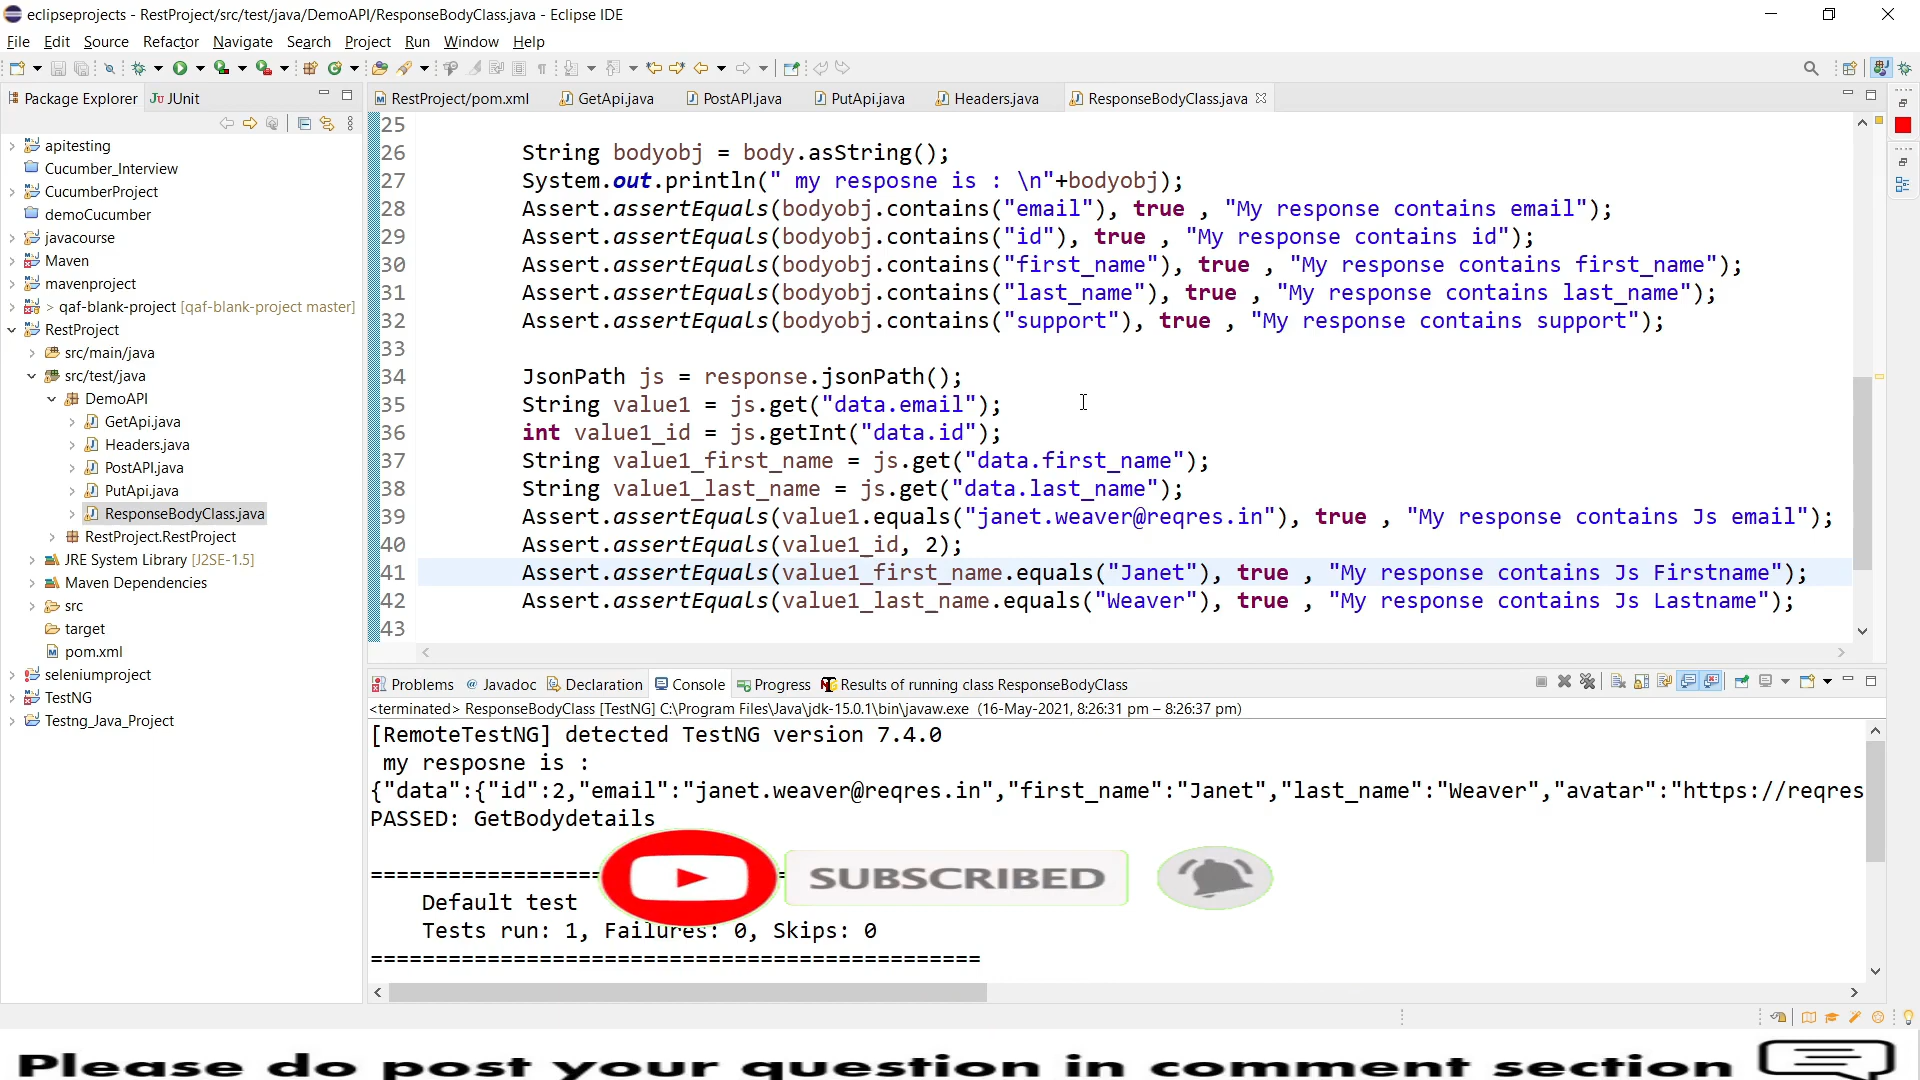 eclipseprojects - RestProject/src/test/java/DemoAPI/ResponseBodyClass.java - Eclipse IDE
File Edit Source Refactor Navigate Search Project Run Window Help
Package Explorer JUnit
RestProject/pom.xml GetApi.java PostAPI.java PutApi.java Headers.java ResponseBodyClass.java
apitesting
Cucumber_Interview
CucumberProject
demoCucumber
javacourse
Maven
mavenproject
> qaf-blank-project [qaf-blank-project master]
RestProject
src/main/java
src/test/java
DemoAPI
GetApi.java
Headers.java
PostAPI.java
PutApi.java
ResponseBodyClass.java
RestProject.RestProject
JRE System Library [J2SE-1.5]
Maven Dependencies
src
target
pom.xml
seleniumproject
TestNG
Testng_Java_Project
25
26 String bodyobj = body.asString();
27 System.out.println(" my resposne is : \n"+bodyobj);
28 Assert.assertEquals(bodyobj.contains("email"), true , "My response contains email");
29 Assert.assertEquals(bodyobj.contains("id"), true , "My response contains id");
30 Assert.assertEquals(bodyobj.contains("first_name"), true , "My response contains first_name");
31 Assert.assertEquals(bodyobj.contains("last_name"), true , "My response contains last_name");
32 Assert.assertEquals(bodyobj.contains("support"), true , "My response contains support");
33
34 JsonPath js = response.jsonPath();
35 String value1 = js.get("data.email");
36 int value1_id = js.getInt("data.id");
37 String value1_first_name = js.get("data.first_name");
38 String value1_last_name = js.get("data.last_name");
39 Assert.assertEquals(value1.equals("janet.weaver@reqres.in"), true , "My response contains Js email");
40 Assert.assertEquals(value1_id, 2);
41 Assert.assertEquals(value1_first_name.equals("Janet"), true , "My response contains Js Firstname");
42 Assert.assertEquals(value1_last_name.equals("Weaver"), true , "My response contains Js Lastname");
43
Problems Javadoc Declaration Console Progress Results of running class ResponseBodyClass
<terminated> ResponseBodyClass [TestNG] C:\Program Files\Java\jdk-15.0.1\bin\javaw.exe (16-May-2021, 8:26:31 pm – 8:26:37 pm)
[RemoteTestNG] detected TestNG version 7.4.0
my resposne is :
{"data":{"id":2,"email":"janet.weaver@reqres.in","first_name":"Janet","last_name":"Weaver","avatar":"https://reqres
PASSED: GetBodydetails
SUBSCRIBED
Default test
Tests run: 1, Failures: 0, Skips: 0
===============================================
Please do post your question in comment section